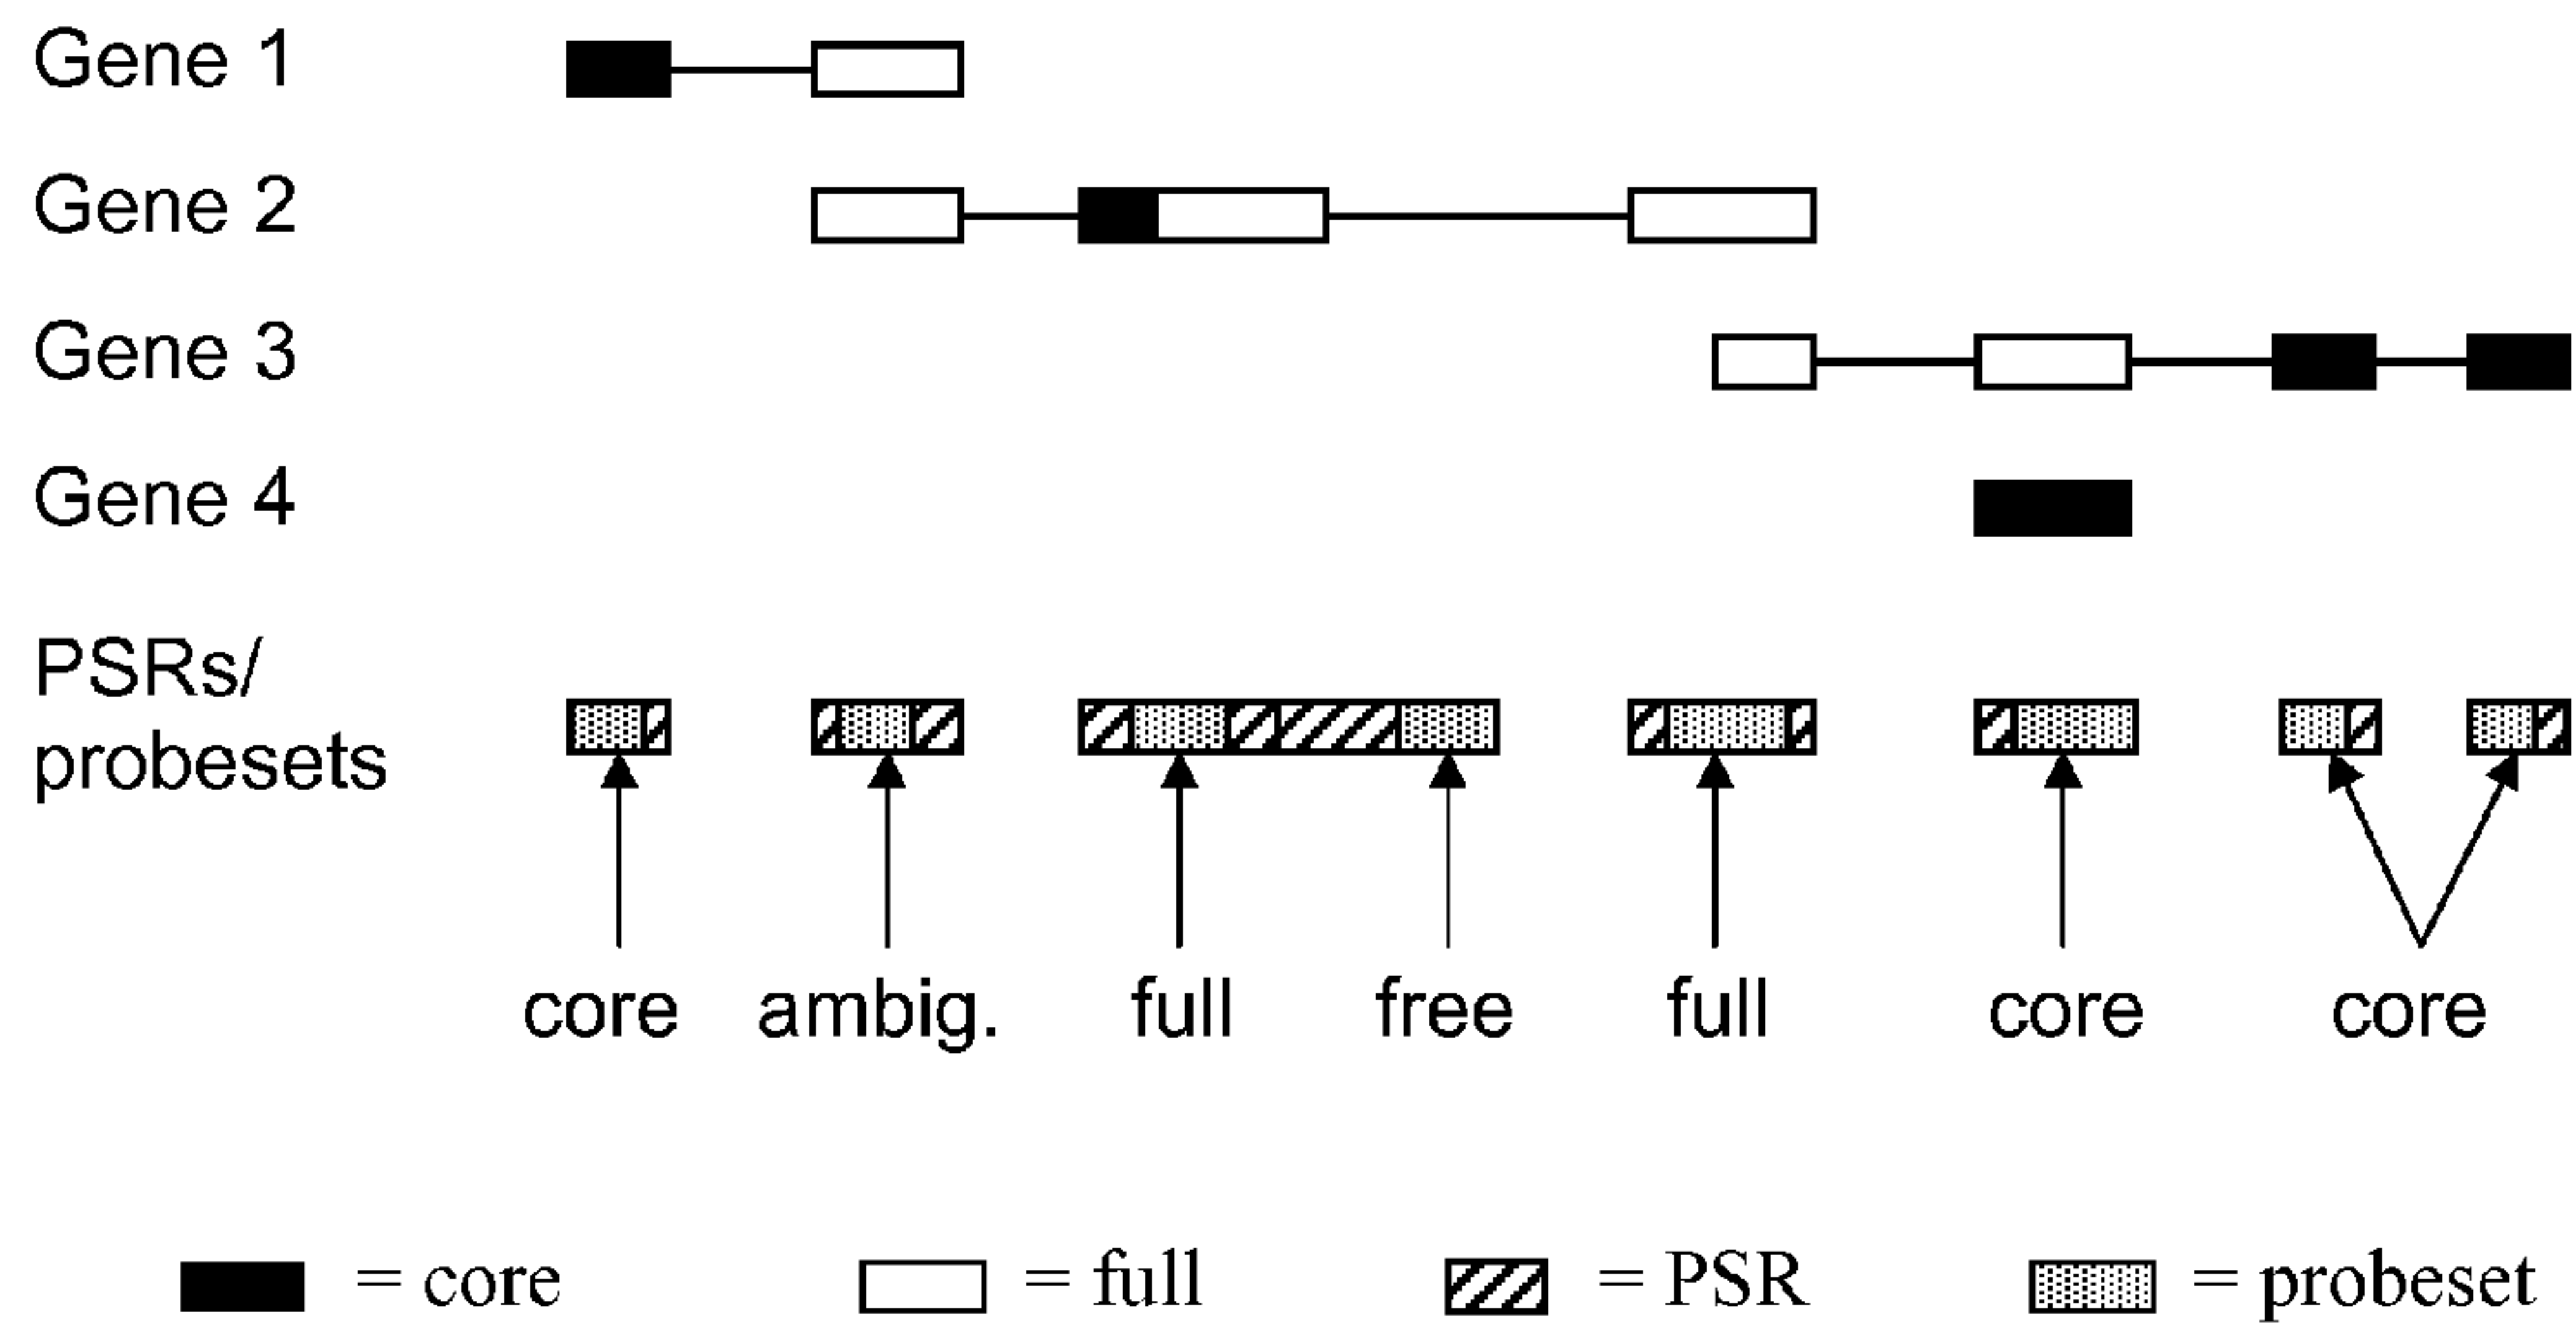 Gene 1
Gene 2
Gene 3
Gene 4
PSRs/
probesets
core ambig. full free full core core
= core = full = PSR = probeset